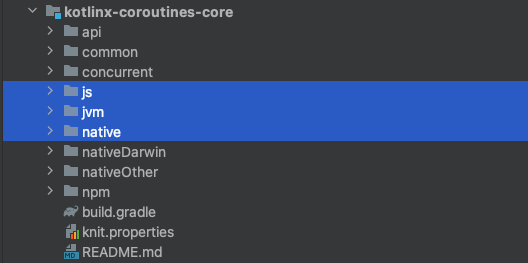 kotlinx-coroutines-core
api
common
concurrent
js
jvm
native
nativeDarwin
nativeOther
npm
build.gradle
knit.properties
README.md